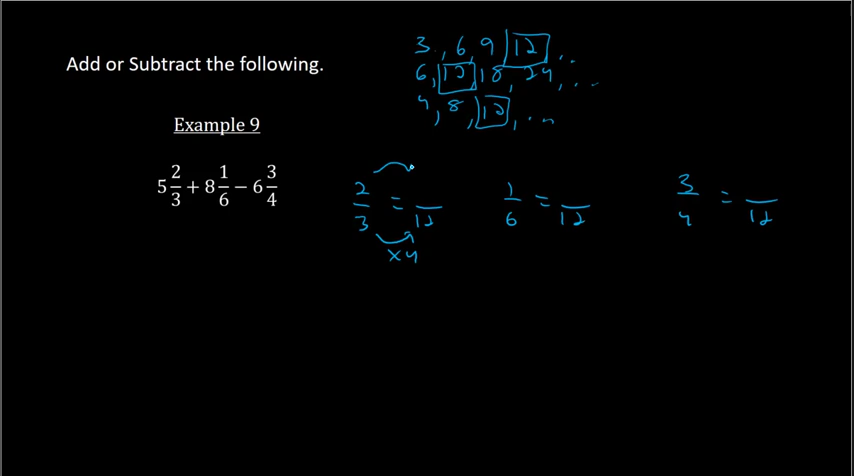 Add or Subtract the following.
3, 6, 9 12 ...
6, 12, 18, 24, ...
4, 8, 12, ...
Example 9
5 2/3 + 8 1/6 − 6 3/4
2/3 = /12
1/6 = /12
3/4 = /12
×4